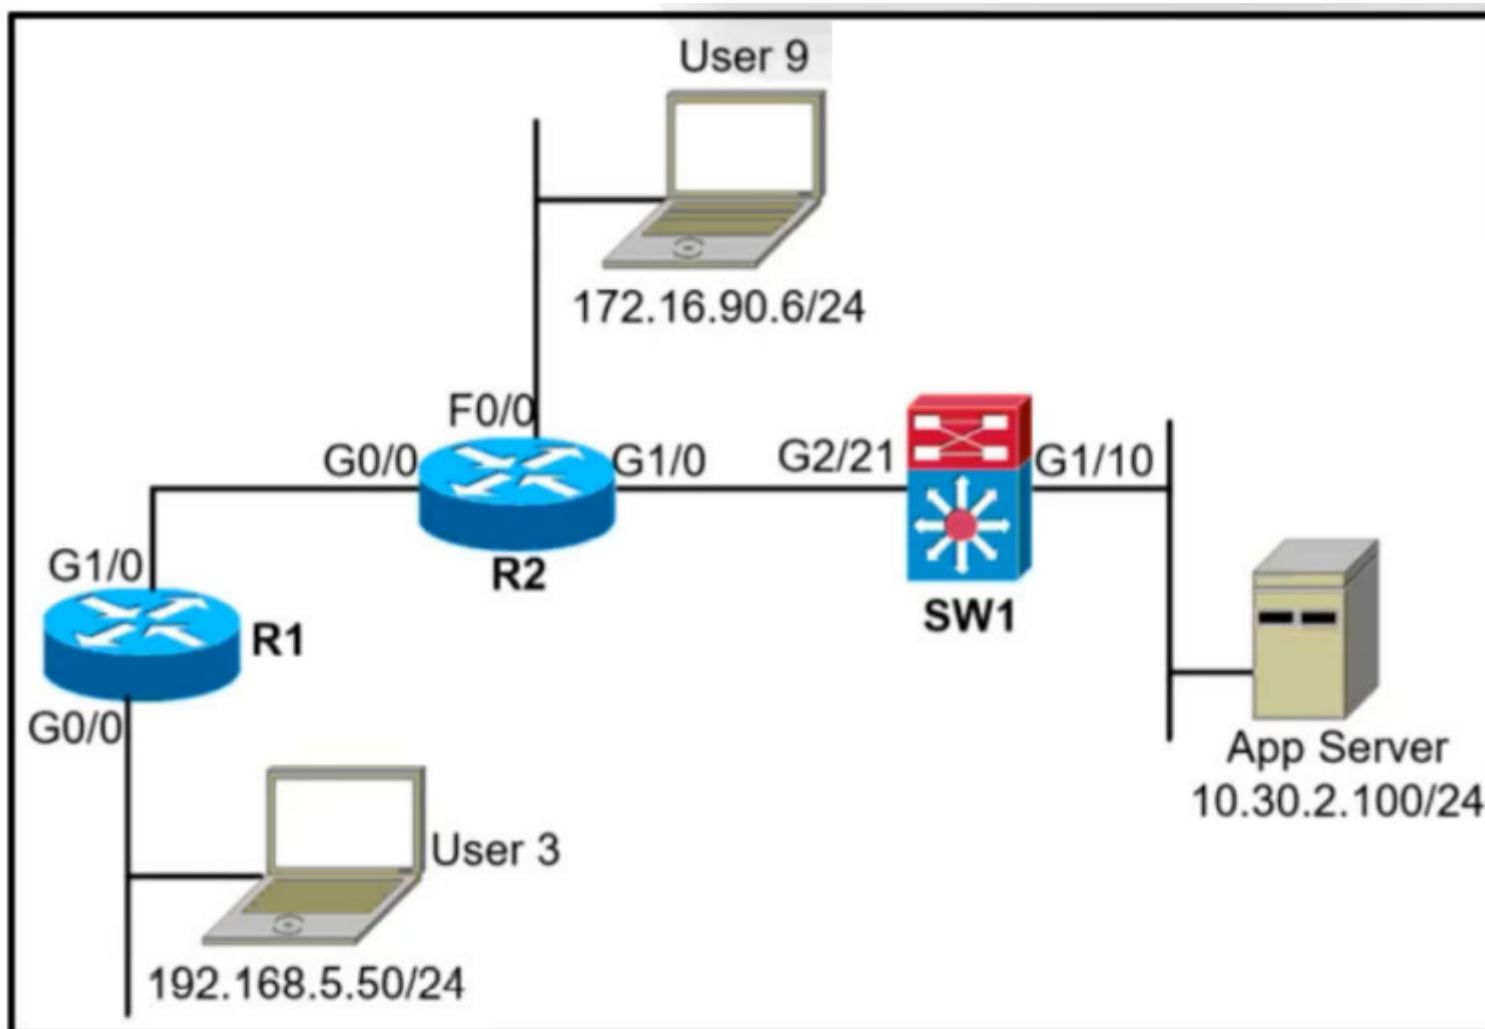 User 9
172.16.90.6/24
F0/0
G0/0
G1/0
G2/21
G1/10
R2
SW1
G1/0
R1
G0/0
App Server
10.30.2.100/24
User 3
192.168.5.50/24